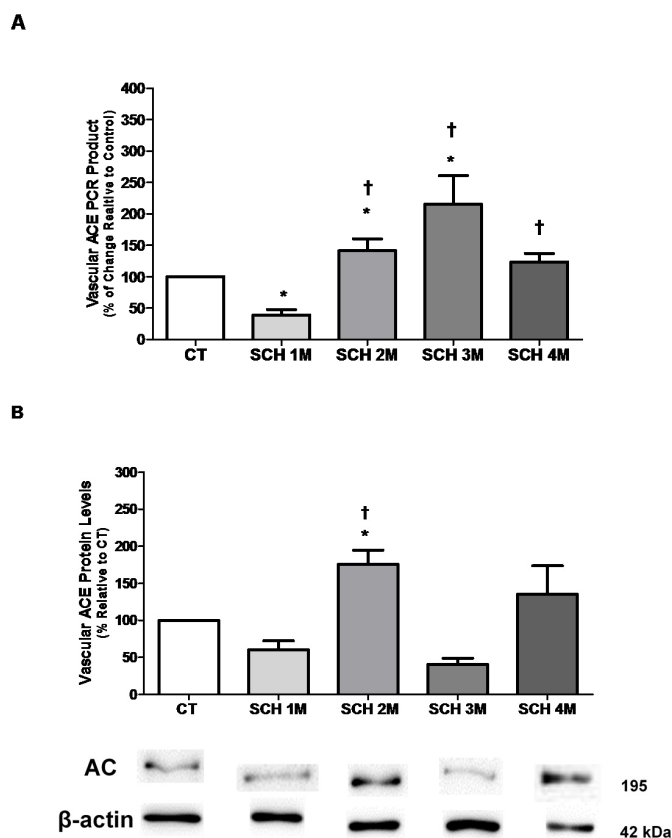 A
Vascular ACE PCR Product
(% of Change Realtive to Control)
400
350
300
250
200
150
100
50
0
*
†
*
†
*
†
CT SCH 1M SCH 2M SCH 3M SCH 4M
B
Vascular ACE Protein Levels
(% Relative to CT)
300
250
200
150
100
50
0
†
*
CT SCH 1M SCH 2M SCH 3M SCH 4M
AC 195
β-actin 42 kDa